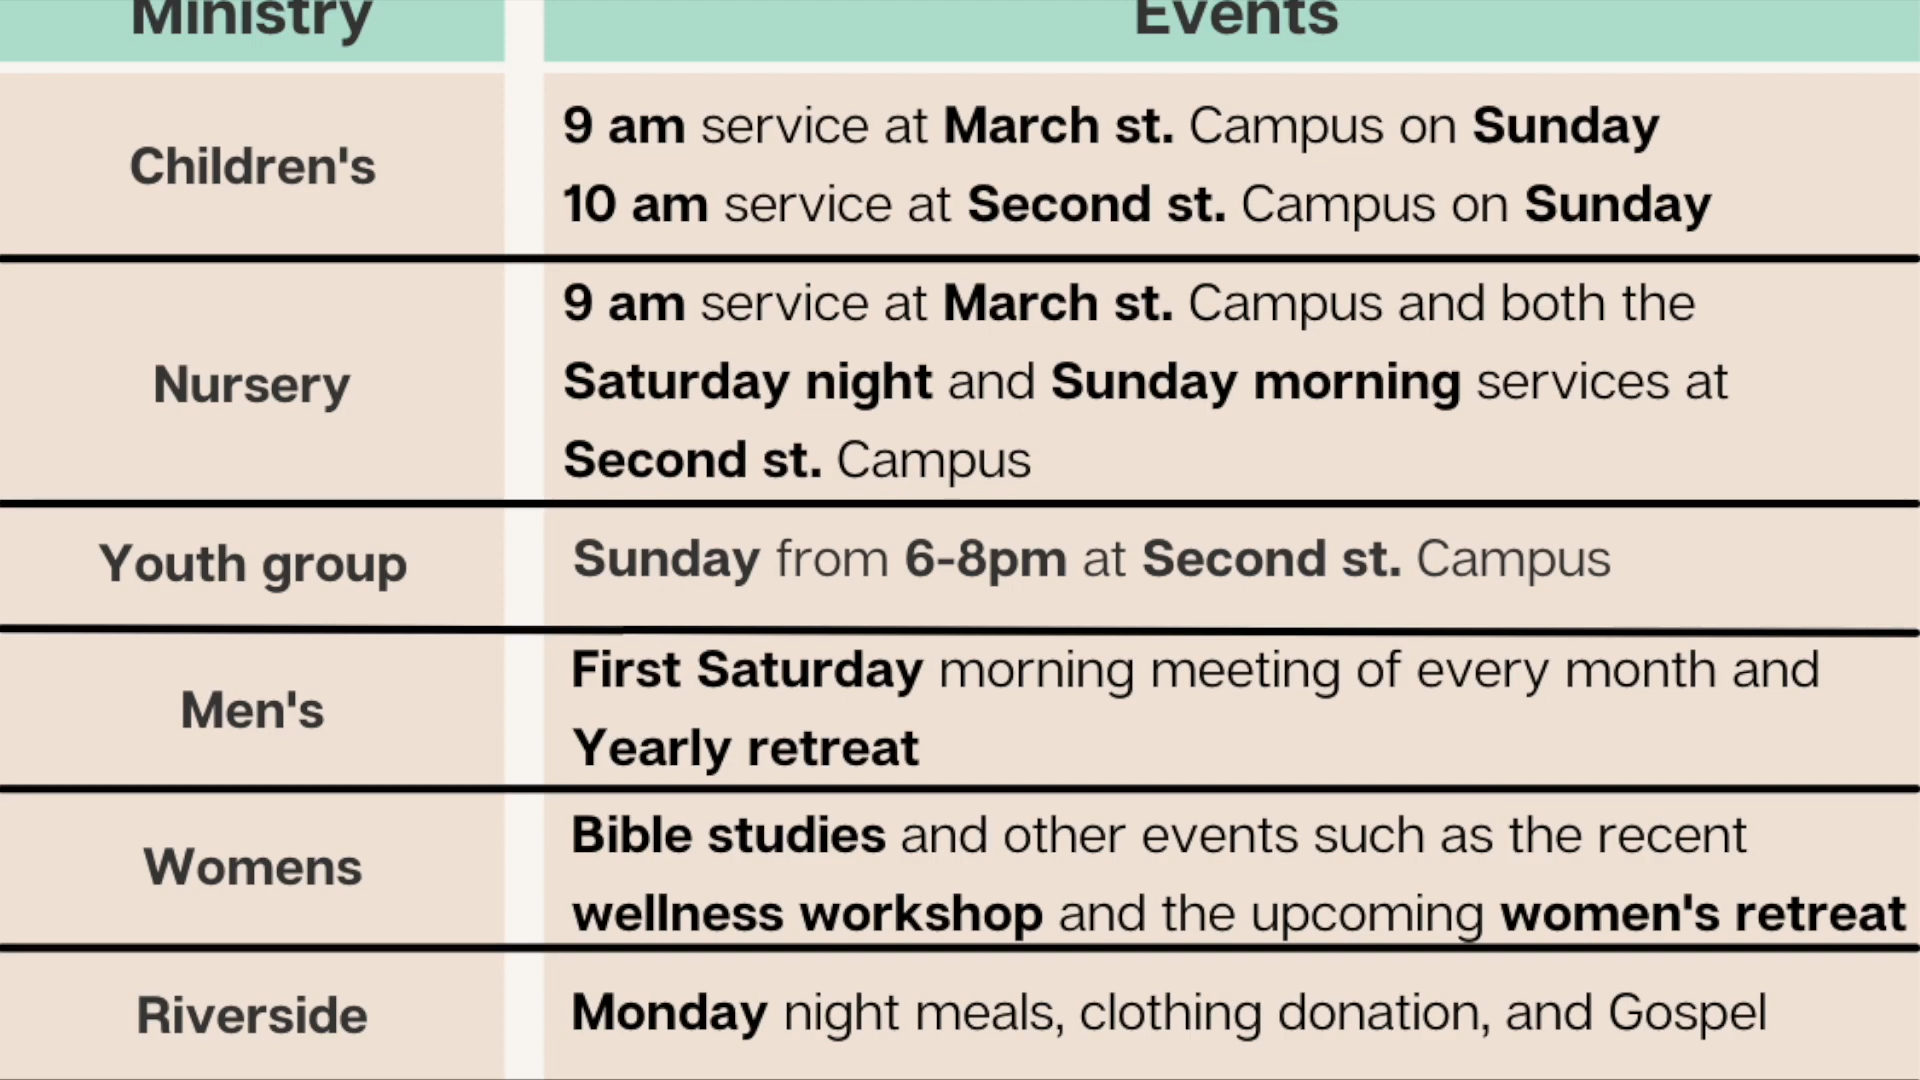 Ministry
Events
Children's
9 am service at March st. Campus on Sunday
10 am service at Second st. Campus on Sunday
Nursery
9 am service at March st. Campus and both the
Saturday night and Sunday morning services at
Second st. Campus
Youth group
Sunday from 6-8pm at Second st. Campus
Men's
First Saturday morning meeting of every month and
Yearly retreat
Womens
Bible studies and other events such as the recent
wellness workshop and the upcoming women's retreat
Riverside
Monday night meals, clothing donation, and Gospel